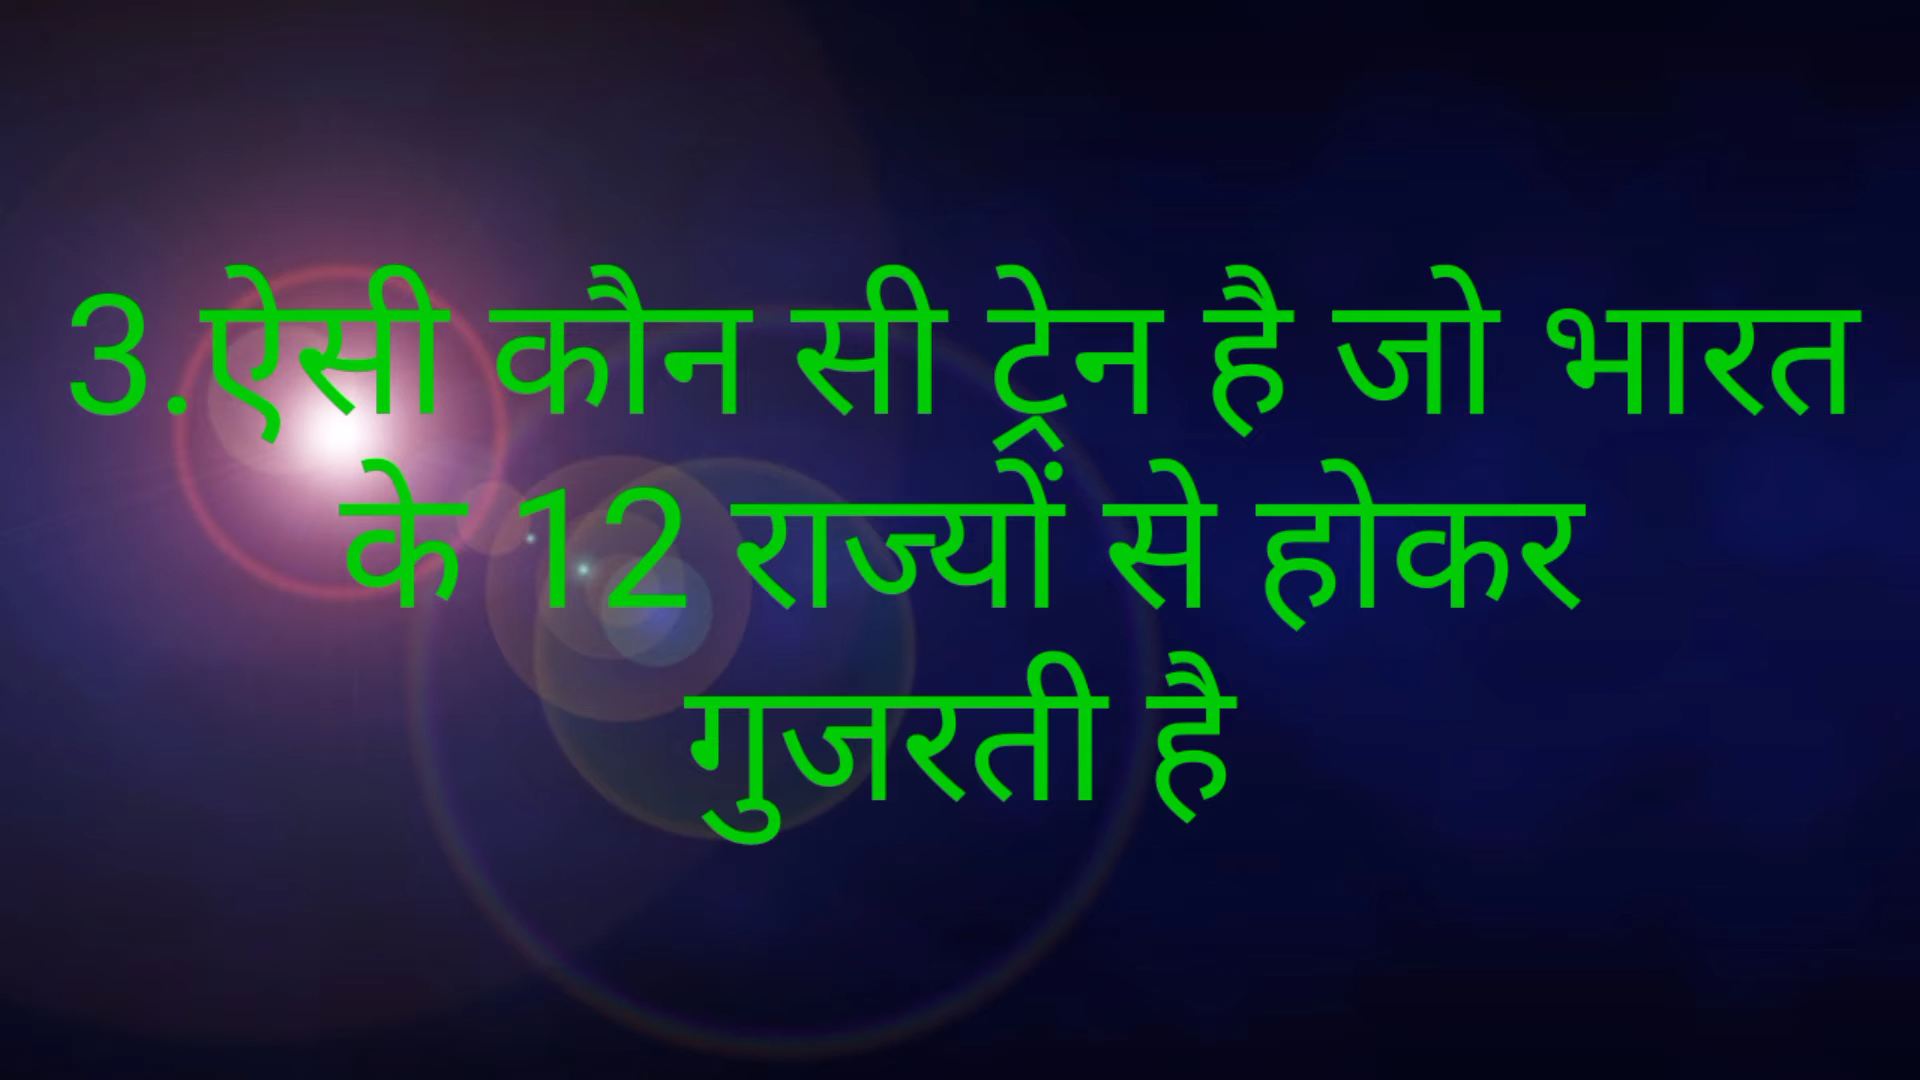 3.ऐसी कौन सी ट्रेन है जो भारत
के 12 राज्यों से होकर
गुजरती है